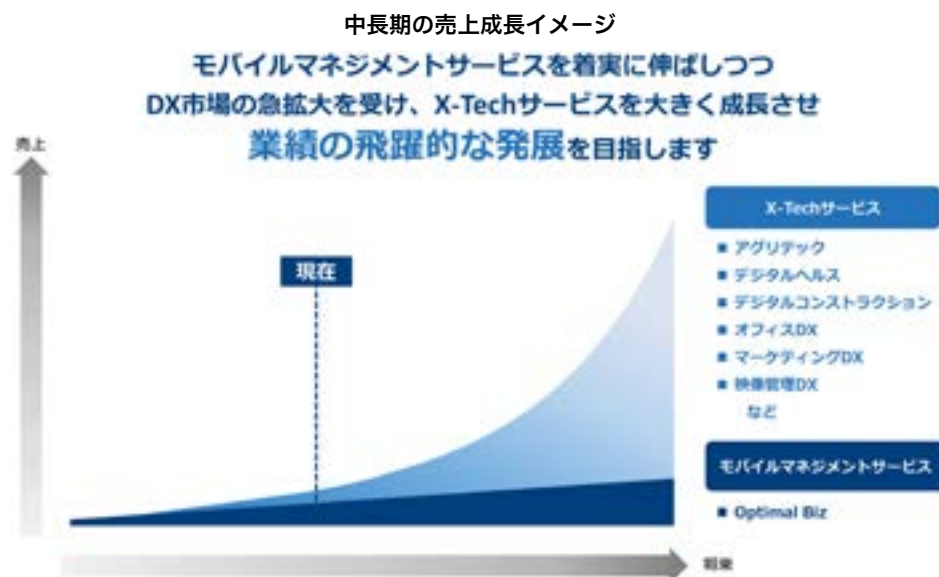 中長期の売上成長イメージ
モバイルマネジメントサービスを着実に伸ばしつつ
DX市場の急拡大を受け、X-Techサービスを大きく成長させ
業績の飛躍的な発展を目指します
売上
現在
X-Techサービス
■ アグリテック
■ デジタルヘルス
■ デジタルコンストラクション
■ オフィスDX
■ マーケティングDX
■ 映像管理DX
など
モバイルマネジメントサービス
■ Optimal Biz
将来